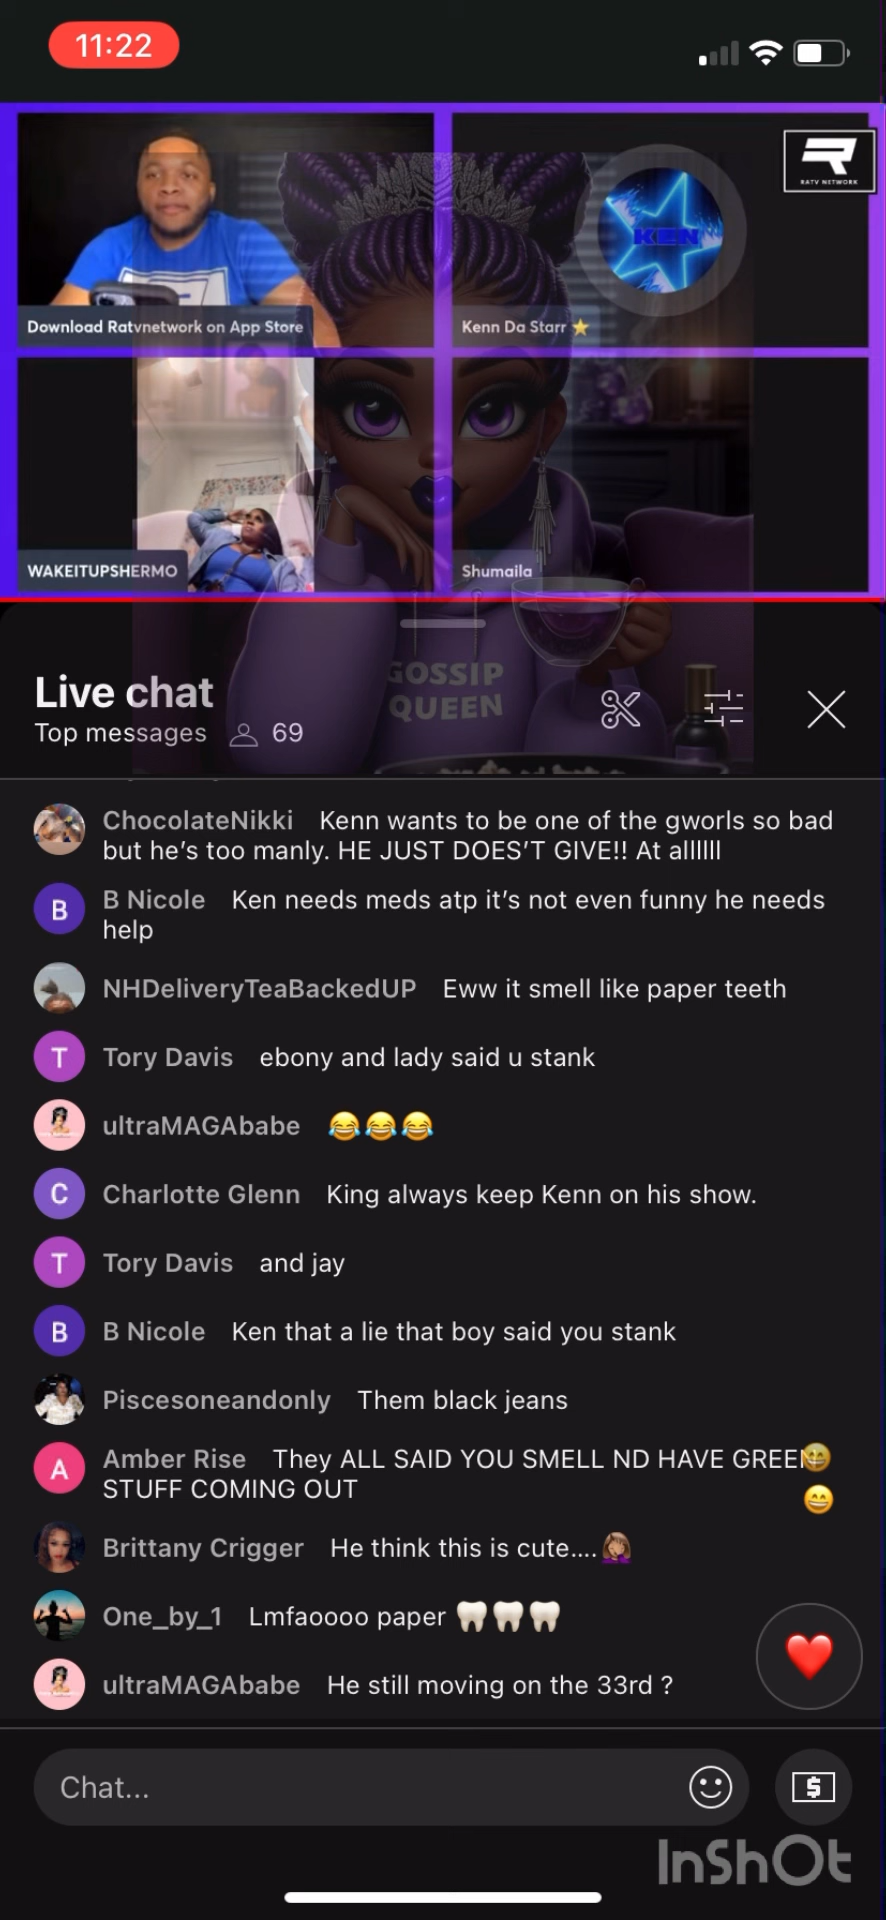 11:22
RATV NETWORK
KEN
Download Ratvnetwork on App Store
Kenn Da Starr ⭐
WAKEITUPSHERMO
Shumaila
GOSSIP
QUEEN
Live chat
Top messages 69
ChocolateNikki Kenn wants to be one of the gworls so bad
but he’s too manly. HE JUST DOES’T GIVE!! At allllll
B
B Nicole Ken needs meds atp it’s not even funny he needs
help
NHDeliveryTeaBackedUP Eww it smell like paper teeth
T
Tory Davis ebony and lady said u stank
ultraMAGAbabe 😂😂😂
C
Charlotte Glenn King always keep Kenn on his show.
T
Tory Davis and jay
B
B Nicole Ken that a lie that boy said you stank
Piscesoneandonly Them black jeans
A
Amber Rise They ALL SAID YOU SMELL ND HAVE GREEN
STUFF COMING OUT
Brittany Crigger He think this is cute....🤦🏽‍♀️
One_by_1 Lmfaoooo paper 🦷🦷🦷
ultraMAGAbabe He still moving on the 33rd ?
Chat...
$
InShOt